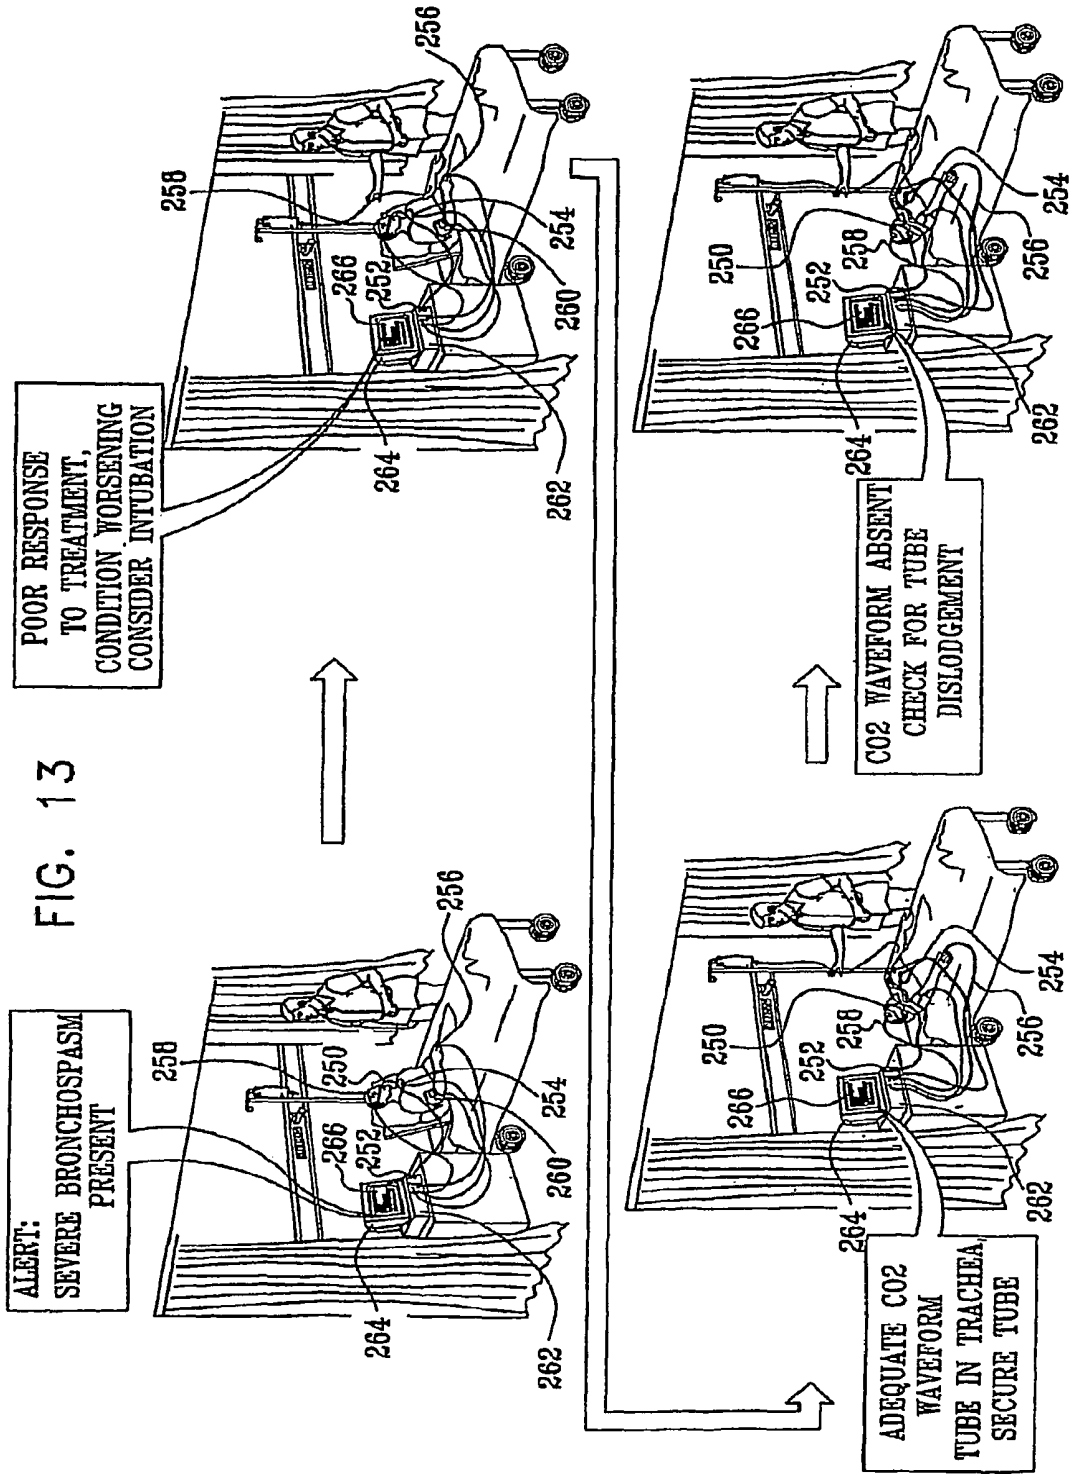 FIG. 13
ALERT:
SEVERE BRONCHOSPASM
PRESENT
258
256
250
266
252
254
260
264
262
POOR RESPONSE
TO TREATMENT,
CONDITION WORSENING
CONSIDER INTUBATION
258
256
266
252
254
260
264
262
250
266
252
258
264
262
256
254
ADEQUATE CO2
WAVEFORM
TUBE IN TRACHEA,
SECURE TUBE
250
266
252
258
264
262
256
254
CO2 WAVEFORM ABSENT
CHECK FOR TUBE
DISLODGEMENT